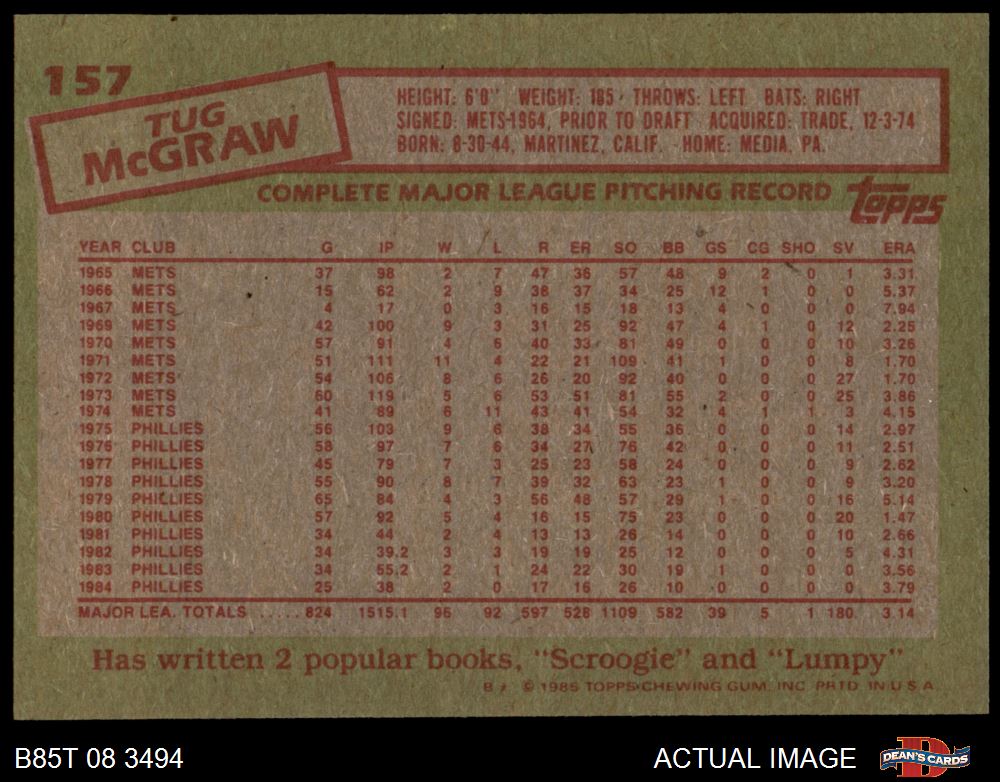 157
TUG
McGRAW
HEIGHT: 6'0" WEIGHT: 185 THROWS: LEFT BATS: RIGHT
SIGNED: METS-1964, PRIOR TO DRAFT ACQUIRED: TRADE, 12-3-74
BORN: 8-30-44, MARTINEZ, CALIF. HOME: MEDIA, PA.
COMPLETE MAJOR LEAGUE PITCHING RECORD
Topps
YEAR CLUB G IP W L R ER SO BB GS CG SHO SV ERA
1965 METS 37 98 2 7 47 36 57 48 9 2 0 1 3.31
1966 METS 15 62 2 9 38 37 34 25 12 1 0 0 5.37
1967 METS 4 17 0 3 16 15 18 13 4 0 0 0 7.94
1969 METS 42 100 9 3 31 25 92 47 4 1 0 12 2.25
1970 METS 57 91 4 6 40 33 81 49 0 0 0 10 3.26
1971 METS 51 111 11 4 22 21 109 41 1 0 0 8 1.70
1972 METS 54 106 8 6 26 20 92 40 0 0 0 27 1.70
1973 METS 60 119 5 6 53 51 81 55 2 0 0 25 3.86
1974 METS 41 89 6 11 43 41 54 32 4 1 1 3 4.15
1975 PHILLIES 56 103 9 6 38 34 55 36 0 0 0 14 2.97
1976 PHILLIES 58 97 7 6 34 27 76 42 0 0 0 11 2.51
1977 PHILLIES 45 79 7 3 25 23 58 24 0 0 0 9 2.62
1978 PHILLIES 55 90 8 7 39 32 63 23 1 0 0 9 3.20
1979 PHILLIES 65 84 4 3 56 48 57 29 1 0 0 16 5.14
1980 PHILLIES 57 92 5 4 16 15 75 23 0 0 0 20 1.47
1981 PHILLIES 34 44 2 4 13 13 26 14 0 0 0 10 2.66
1982 PHILLIES 34 39.2 3 3 19 19 25 12 0 0 0 5 4.31
1983 PHILLIES 34 55.2 2 1 24 22 30 19 1 0 0 0 3.56
1984 PHILLIES 25 38 2 0 17 16 26 10 0 0 0 0 3.79
MAJOR LEA. TOTALS ..... 824 1515.1 96 92 597 528 1109 582 39 5 1 180 3.14
Has written 2 popular books, "Scroogie" and "Lumpy"
© 1985 TOPPS CHEWING GUM, INC. PRTD. IN U.S.A.
B85T 08 3494
ACTUAL IMAGE
DEAN'S CARDS